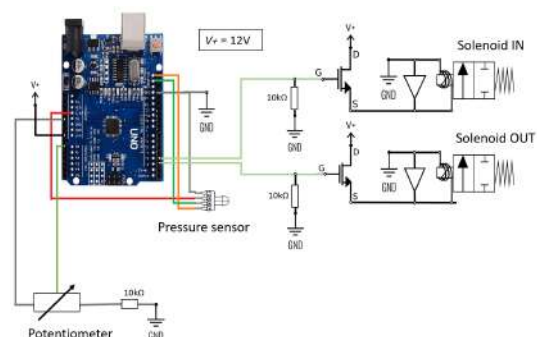 V+ = 12V
V+
Solenoid IN
D
G
S
10kΩ
GND
GND
GND
V+
Solenoid OUT
D
G
S
10kΩ
GND
GND
V+
UNO
Pressure sensor
10kΩ
GND
Potentiometer